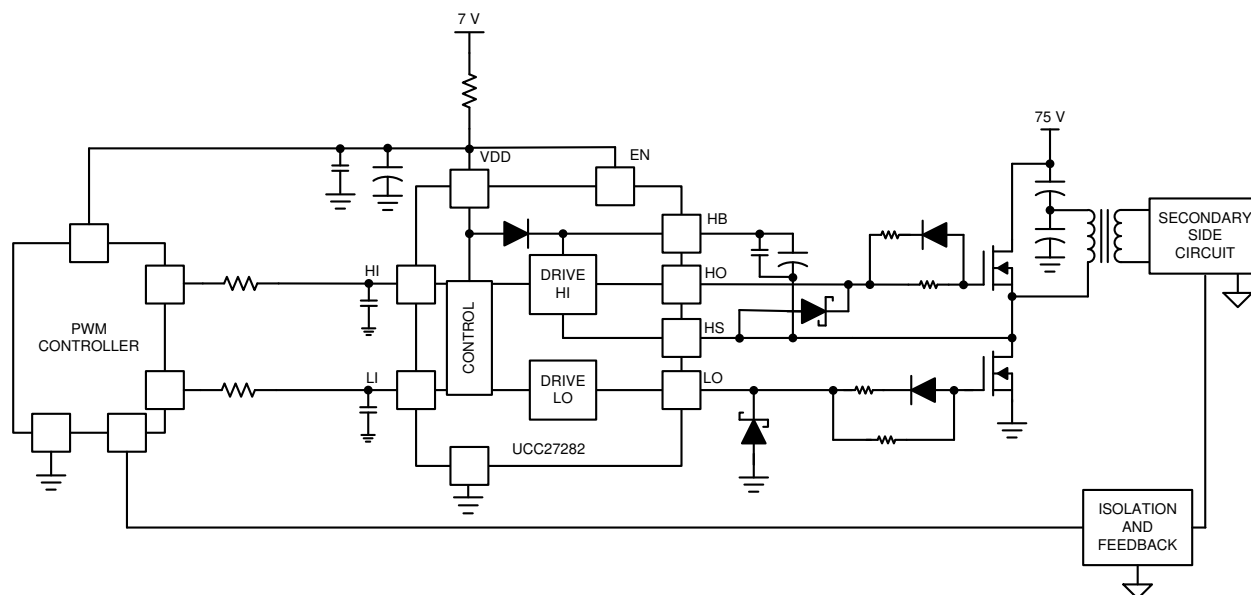 7 V
75 V
VDD
EN
HB
SECONDARY
SIDE
CIRCUIT
HI
DRIVE
HI
HO
PWM
CONTROLLER
CONTROL
HS
LI
DRIVE
LO
LO
UCC27282
ISOLATION
AND
FEEDBACK